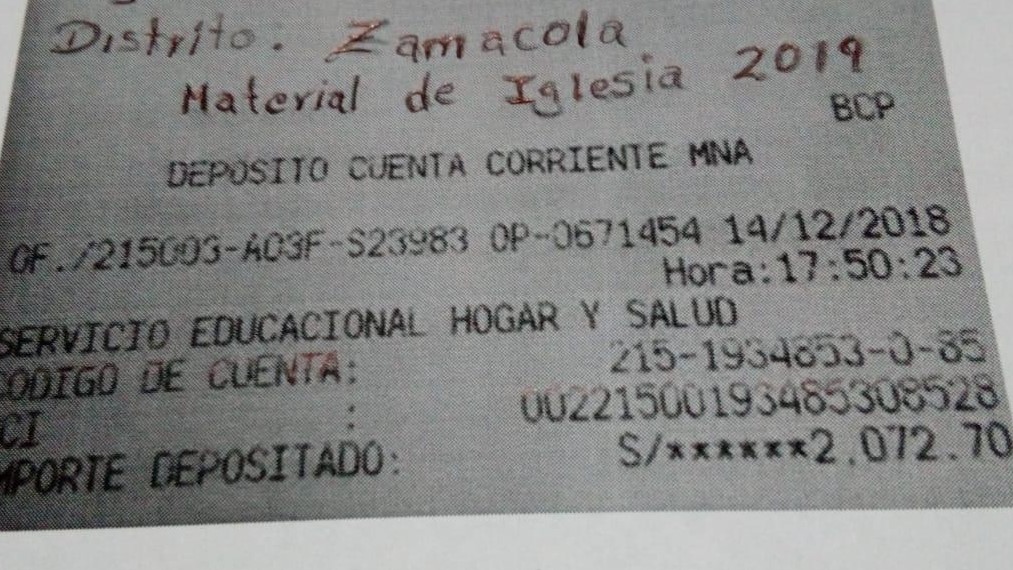 Distrito: Zamacola
Material de Iglesia 2019
BCP
DEPOSITO CUENTA CORRIENTE MNA
OF./215003-A03F-S23983 OP-0671454 14/12/2018
Hora:17:50:23
SERVICIO EDUCACIONAL HOGAR Y SALUD
ODIGO DE CUENTA: 215-1934853-0-85
CI : 00221500193485308528
MPORTE DEPOSITADO: S/******2,072.70